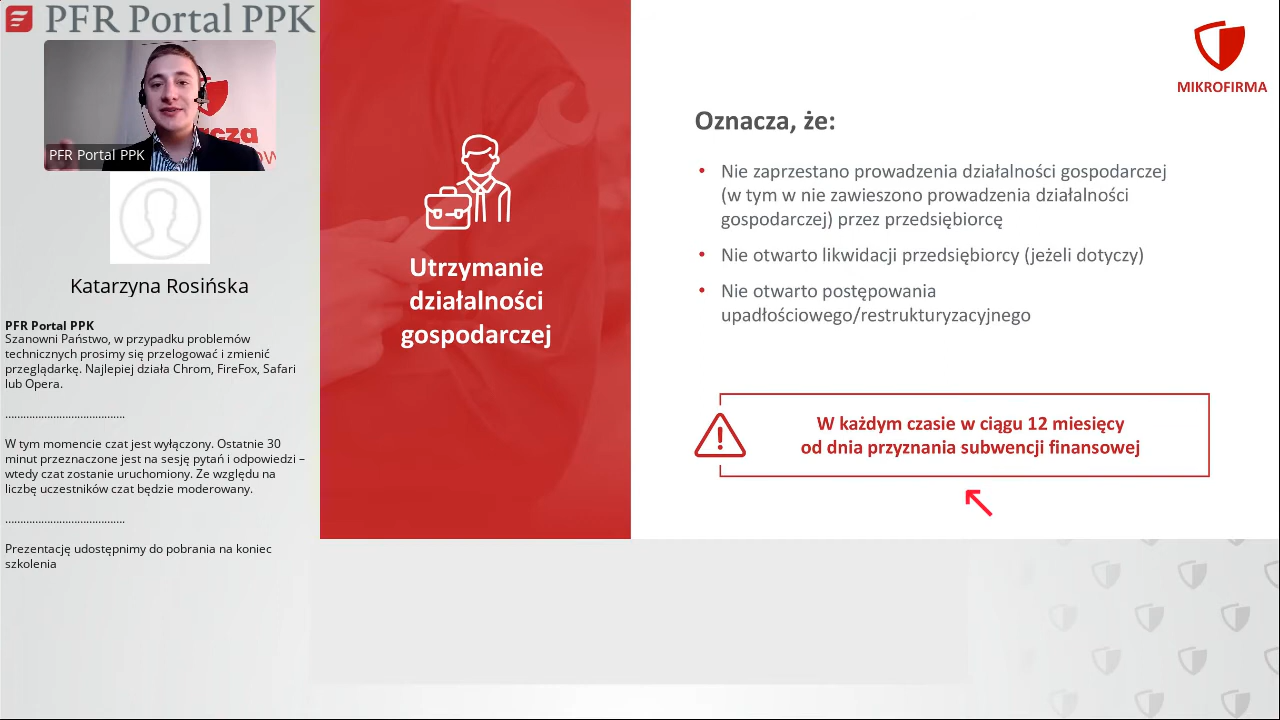 PFR Portal PPK
PFR Portal PPK
Katarzyna Rosińska
PFR Portal PPK
Szanowni Państwo, w przypadku problemów
technicznych prosimy się przelogować i zmienić
przeglądarkę. Najlepiej działa Chrom, FireFox, Safari
lub Opera.
........................................
W tym momencie czat jest wyłączony. Ostatnie 30
minut przeznaczone jest na sesję pytań i odpowiedzi –
wtedy czat zostanie uruchomiony. Ze względu na
liczbę uczestników czat będzie moderowany.
........................................
Prezentację udostępnimy do pobrania na koniec
szkolenia
Utrzymanie
działalności
gospodarczej
MIKROFIRMA
Oznacza, że:
• Nie zaprzestano prowadzenia działalności gospodarczej
(w tym w nie zawieszono prowadzenia działalności
gospodarczej) przez przedsiębiorcę
• Nie otwarto likwidacji przedsiębiorcy (jeżeli dotyczy)
• Nie otwarto postępowania
upadłościowego/restrukturyzacyjnego
W każdym czasie w ciągu 12 miesięcy
od dnia przyznania subwencji finansowej